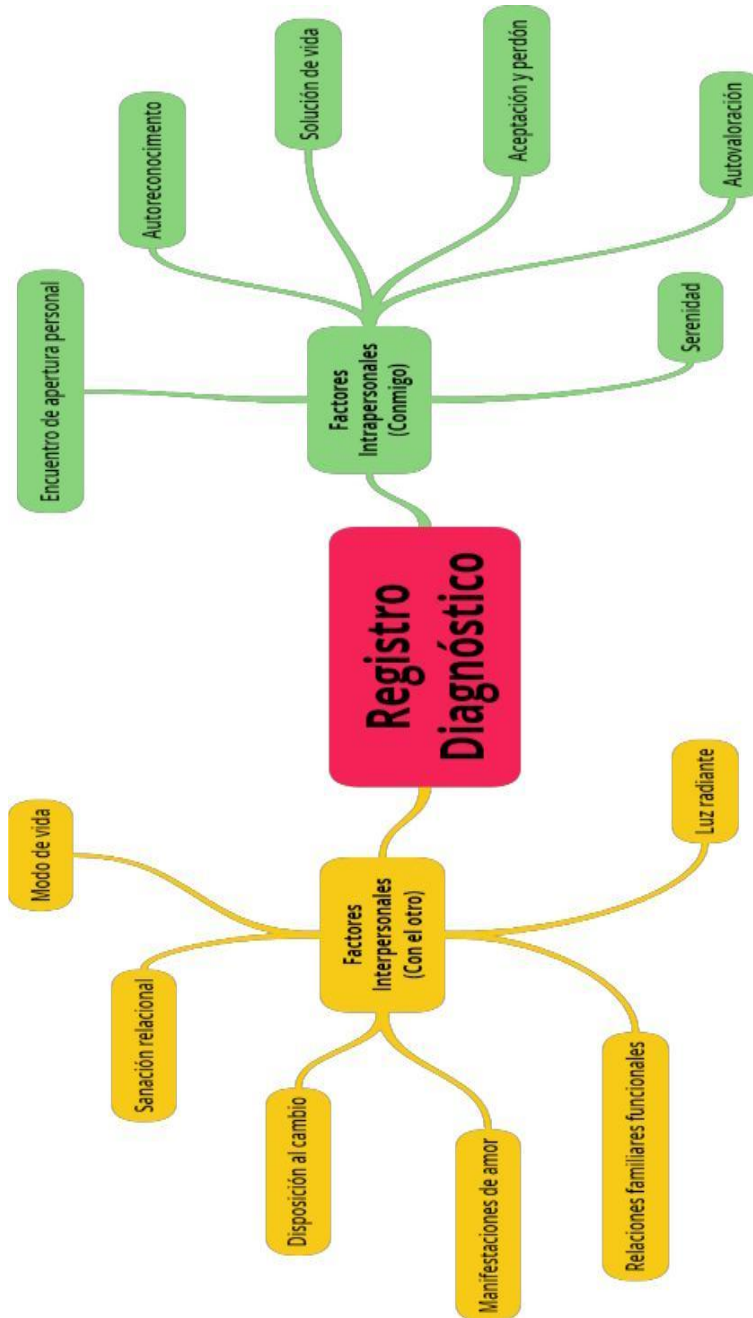 Registro
Diagnóstico
Factores
Interpersonales
(Con el otro)
Modo de vida
Sanación relacional
Disposición al cambio
Manifestaciones de amor
Relaciones familiares funcionales
Luz radiante
Factores
Intrapersonales
(Conmigo)
Encuentro de apertura personal
Autoreconocimento
Solución de vida
Aceptación y perdón
Autovaloración
Serenidad